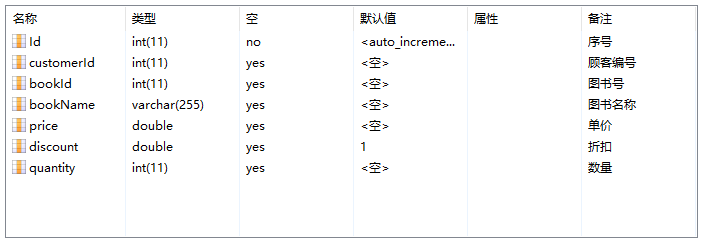 名称 类型 空 默认值 属性 备注
Id int(11) no <auto_increme... 序号
customerId int(11) yes <空> 顾客编号
bookId int(11) yes <空> 图书号
bookName varchar(255) yes <空> 图书名称
price double yes <空> 单价
discount double yes 1 折扣
quantity int(11) yes <空> 数量